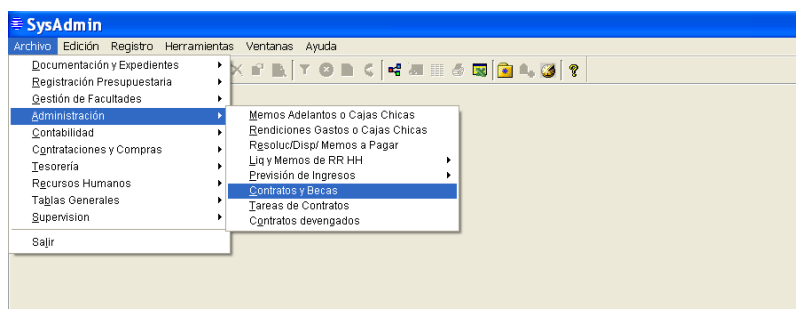 SysAdmin
Archivo Edición Registro Herramientas Ventanas Ayuda
Documentación y Expedientes
Registración Presupuestaria
Gestión de Facultades
Administración
Contabilidad
Contrataciones y Compras
Tesorería
Recursos Humanos
Tablas Generales
Supervision
Salir
Memos Adelantos o Cajas Chicas
Rendiciones Gastos o Cajas Chicas
Resoluc/Disp/ Memos a Pagar
Liq y Memos de RR HH
Previsión de Ingresos
Contratos y Becas
Tareas de Contratos
Contratos devengados